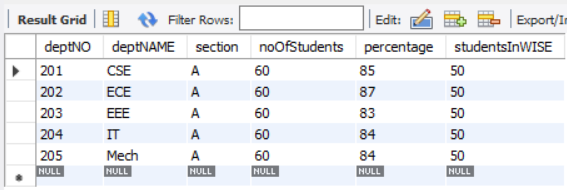 Result Grid Filter Rows: Edit: Export/I
deptNO deptNAME section noOfStudents percentage studentsInWISE
201 CSE A 60 85 50
202 ECE A 60 87 50
203 EEE A 60 83 50
204 IT A 60 84 50
205 Mech A 60 84 50
NULL NULL NULL NULL NULL NULL